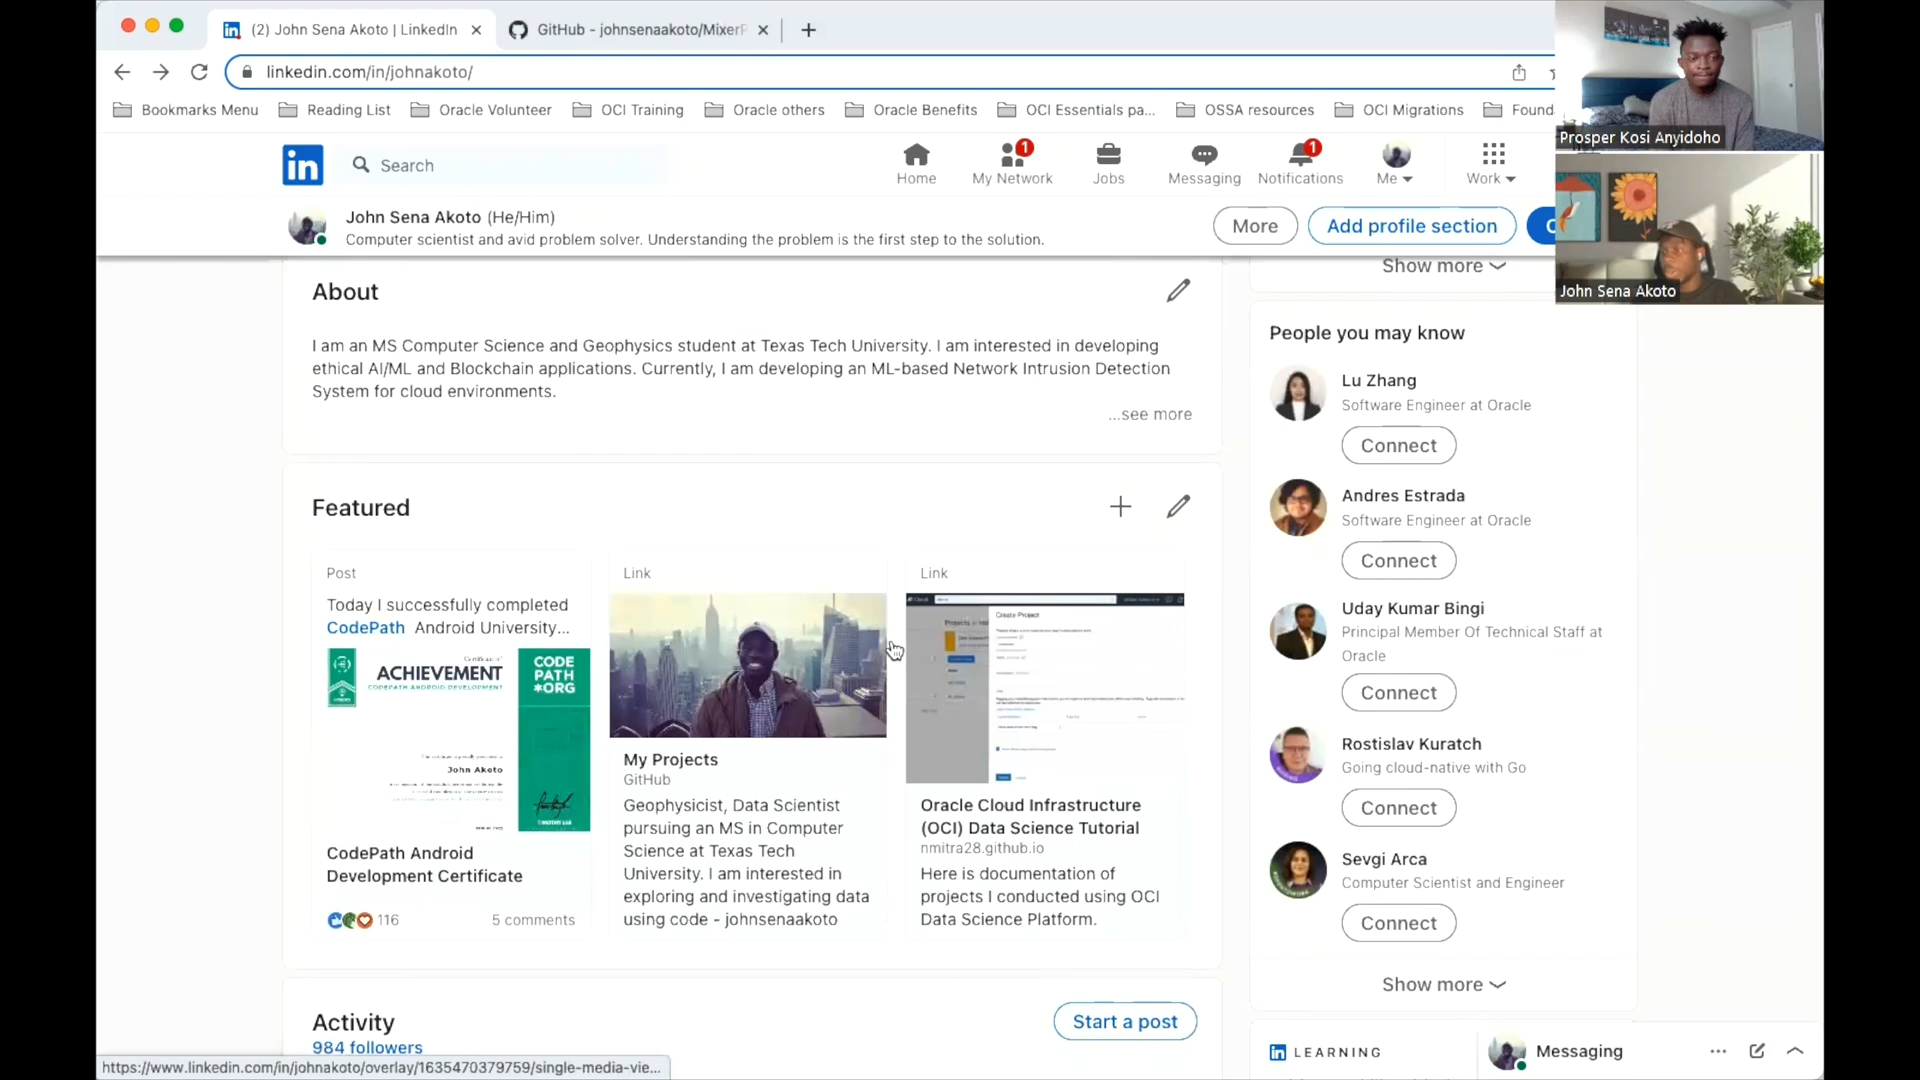 (2) John Sena Akoto | LinkedIn
GitHub - johnsenaakoto/MixerP
linkedin.com/in/johnakoto/
Bookmarks Menu
Reading List
Oracle Volunteer
OCI Training
Oracle others
Oracle Benefits
OCI Essentials pa...
OSSA resources
OCI Migrations
Found
Prosper Kosi Anyidoho
in
Search
Home
1
My Network
Jobs
Messaging
1
Notifications
Me
Work
John Sena Akoto (He/Him)
Computer scientist and avid problem solver. Understanding the problem is the first step to the solution.
More
Add profile section
John Sena Akoto
Show more
About
I am an MS Computer Science and Geophysics student at Texas Tech University. I am interested in developing
ethical AI/ML and Blockchain applications. Currently, I am developing an ML-based Network Intrusion Detection
System for cloud environments.
...see more
Featured
Post
Today I successfully completed
CodePath Android University...
Certificate of
ACHIEVEMENT
CODEPATH ANDROID DEVELOPMENT
CODE
PATH
*ORG
John Akoto
CodePath Android
Development Certificate
116
5 comments
Link
My Projects
GitHub
Geophysicist, Data Scientist
pursuing an MS in Computer
Science at Texas Tech
University. I am interested in
exploring and investigating data
using code - johnsenaakoto
Link
Create Project
Oracle Cloud Infrastructure
(OCI) Data Science Tutorial
nmitra28.github.io
Here is documentation of
projects I conducted using OCI
Data Science Platform.
Activity
984 followers
Start a post
People you may know
Lu Zhang
Software Engineer at Oracle
Connect
Andres Estrada
Software Engineer at Oracle
Connect
Uday Kumar Bingi
Principal Member Of Technical Staff at
Oracle
Connect
Rostislav Kuratch
Going cloud-native with Go
Connect
Sevgi Arca
Computer Scientist and Engineer
Connect
Show more
in LEARNING
Messaging
https://www.linkedin.com/in/johnakoto/overlay/1635470379759/single-media-vie...